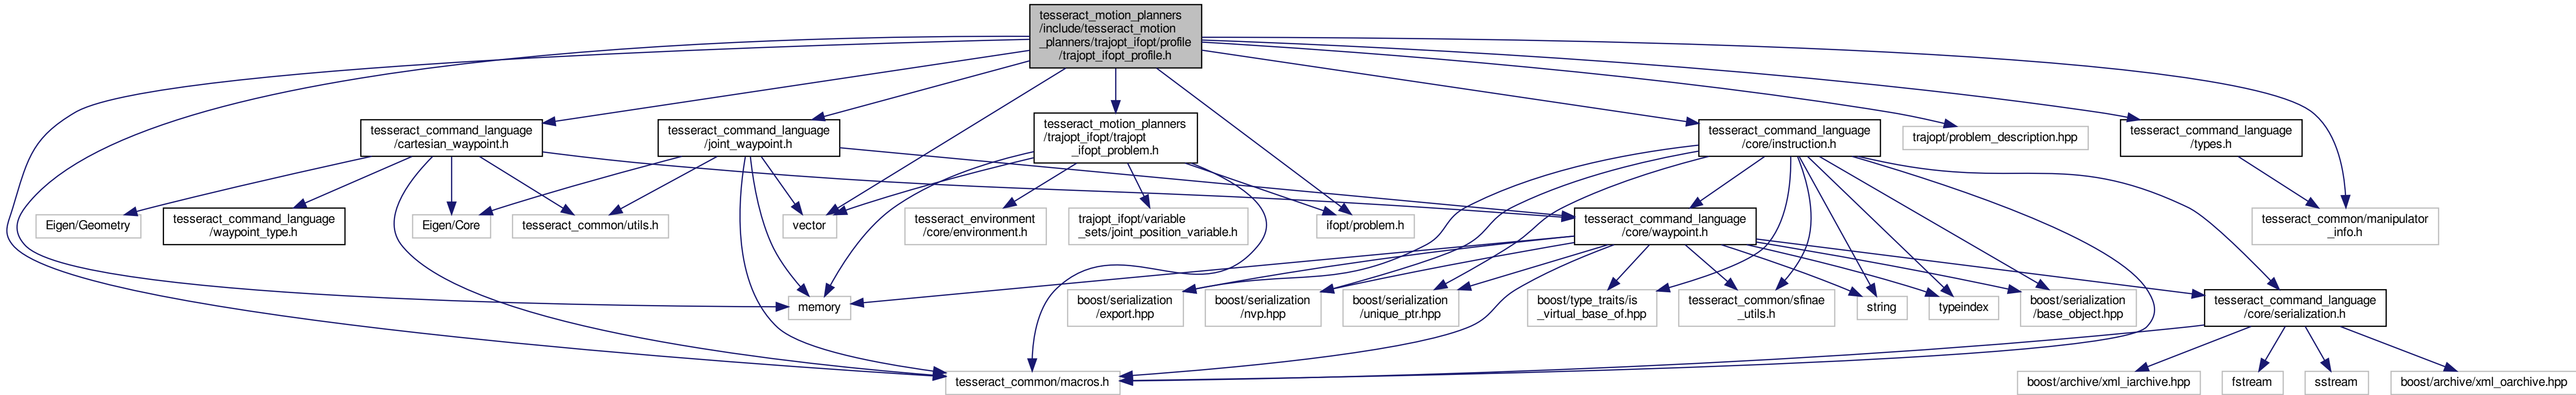 tesseract_motion_planners
/include/tesseract_motion
_planners/trajopt_ifopt/profile
/trajopt_ifopt_profile.h
tesseract_command_language
/cartesian_waypoint.h
tesseract_command_language
/joint_waypoint.h
tesseract_motion_planners
/trajopt_ifopt/trajopt
_ifopt_problem.h
tesseract_command_language
/core/instruction.h
trajopt/problem_description.hpp
tesseract_command_language
/types.h
Eigen/Geometry
tesseract_command_language
/waypoint_type.h
Eigen/Core
tesseract_common/utils.h
vector
tesseract_environment
/core/environment.h
trajopt_ifopt/variable
_sets/joint_position_variable.h
ifopt/problem.h
tesseract_command_language
/core/waypoint.h
tesseract_common/manipulator
_info.h
memory
boost/serialization
/export.hpp
boost/serialization
/nvp.hpp
boost/serialization
/unique_ptr.hpp
boost/type_traits/is
_virtual_base_of.hpp
tesseract_common/sfinae
_utils.h
string
typeindex
boost/serialization
/base_object.hpp
tesseract_command_language
/core/serialization.h
tesseract_common/macros.h
boost/archive/xml_iarchive.hpp
fstream
sstream
boost/archive/xml_oarchive.hpp